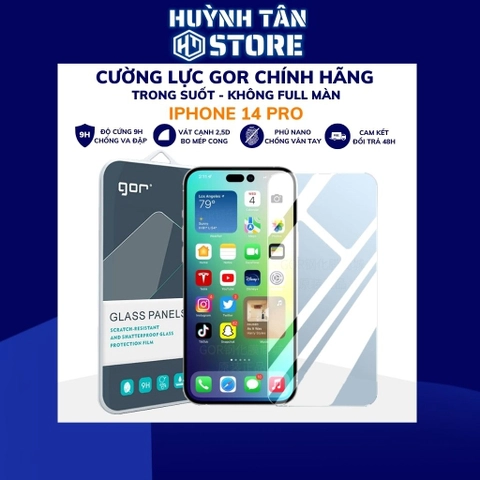 HUỲNH TÂN
STORE
CƯỜNG LỰC GOR CHÍNH HÃNG
TRONG SUỐT - KHÔNG FULL MÀN
IPHONE 14 PRO
9H
ĐỘ CỨNG 9H
CHỐNG VA ĐẬP
VÁT CẠNH 2,5D
BO MÉP CONG
PHỦ NANO
CHỐNG VÂN TAY
CAM KẾT
ĐỔI TRẢ 48H
gor
GLASS PANELS
SCRATCH-RESISTANT
AND SHATTERPROOF GLASS
PROTECTION FILM
9H
79°
4